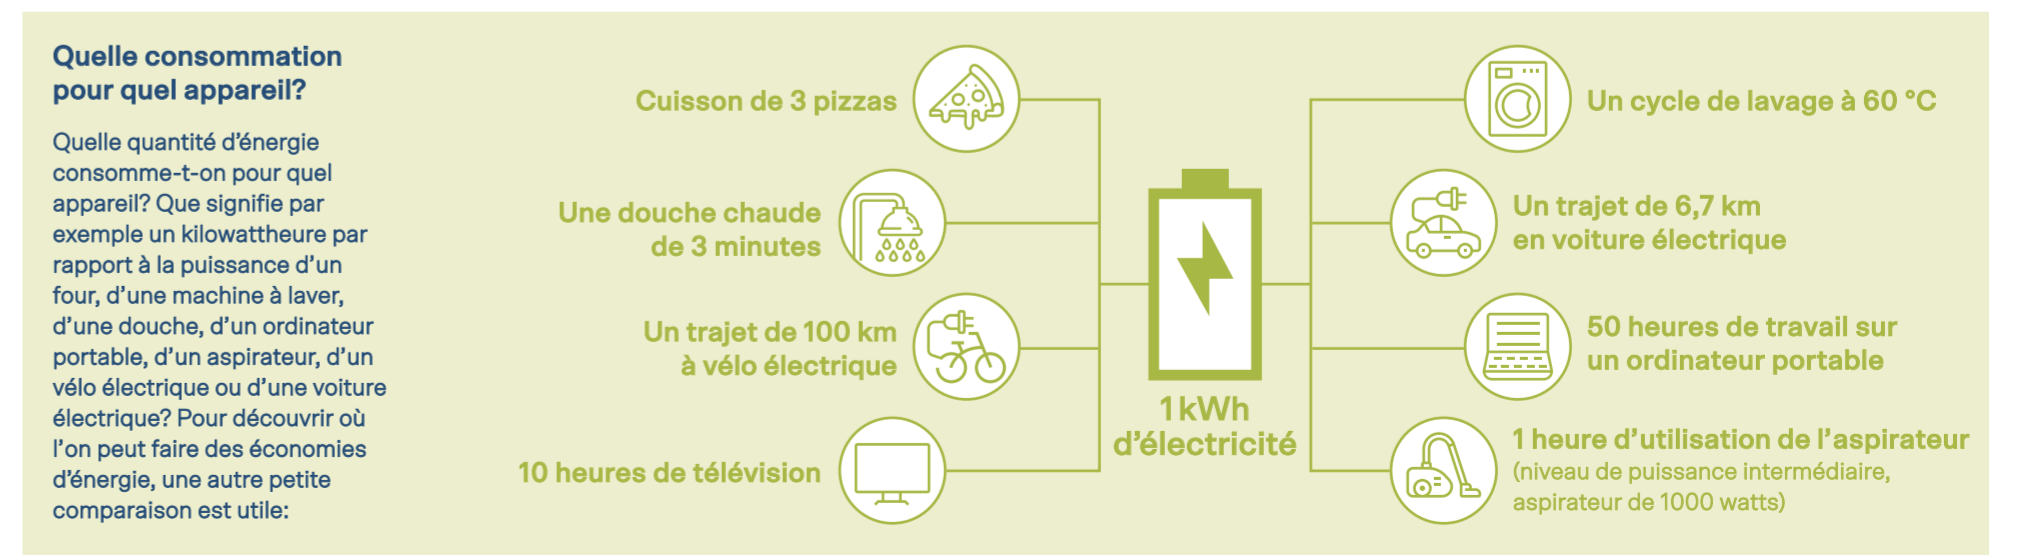 Quelle consommation
pour quel appareil?
Quelle quantité d’énergie
consomme-t-on pour quel
appareil? Que signifie par
exemple un kilowattheure par
rapport à la puissance d’un
four, d’une machine à laver,
d’une douche, d’un ordinateur
portable, d’un aspirateur, d’un
vélo électrique ou d’une voiture
électrique? Pour découvrir où
l’on peut faire des économies
d’énergie, une autre petite
comparaison est utile:
Cuisson de 3 pizzas
Une douche chaude
de 3 minutes
Un trajet de 100 km
à vélo électrique
10 heures de télévision
1 kWh
d’électricité
Un cycle de lavage à 60 °C
Un trajet de 6,7 km
en voiture électrique
50 heures de travail sur
un ordinateur portable
1 heure d’utilisation de l’aspirateur
(niveau de puissance intermédiaire,
aspirateur de 1000 watts)